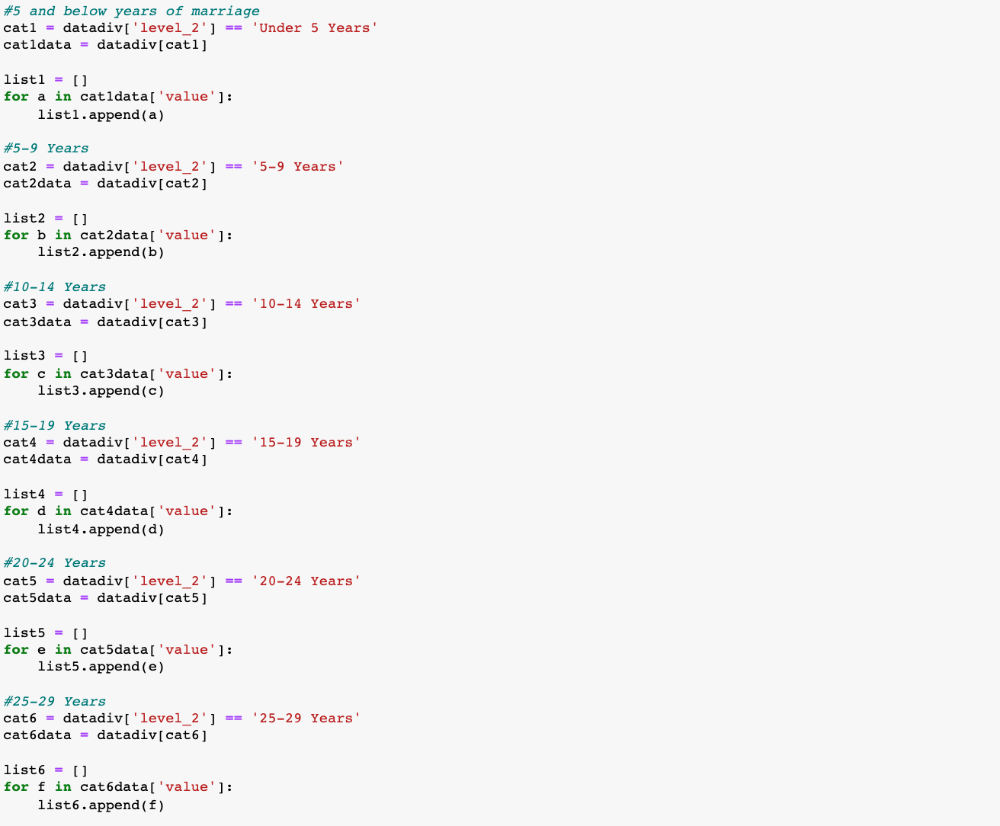 #5 and below years of marriage
cat1 = datadiv['level_2'] == 'Under 5 Years'
cat1data = datadiv[cat1]

list1 = []
for a in cat1data['value']:
    list1.append(a)

#5-9 Years
cat2 = datadiv['level_2'] == '5-9 Years'
cat2data = datadiv[cat2]

list2 = []
for b in cat2data['value']:
    list2.append(b)

#10-14 Years
cat3 = datadiv['level_2'] == '10-14 Years'
cat3data = datadiv[cat3]

list3 = []
for c in cat3data['value']:
    list3.append(c)

#15-19 Years
cat4 = datadiv['level_2'] == '15-19 Years'
cat4data = datadiv[cat4]

list4 = []
for d in cat4data['value']:
    list4.append(d)

#20-24 Years
cat5 = datadiv['level_2'] == '20-24 Years'
cat5data = datadiv[cat5]

list5 = []
for e in cat5data['value']:
    list5.append(e)

#25-29 Years
cat6 = datadiv['level_2'] == '25-29 Years'
cat6data = datadiv[cat6]

list6 = []
for f in cat6data['value']:
    list6.append(f)